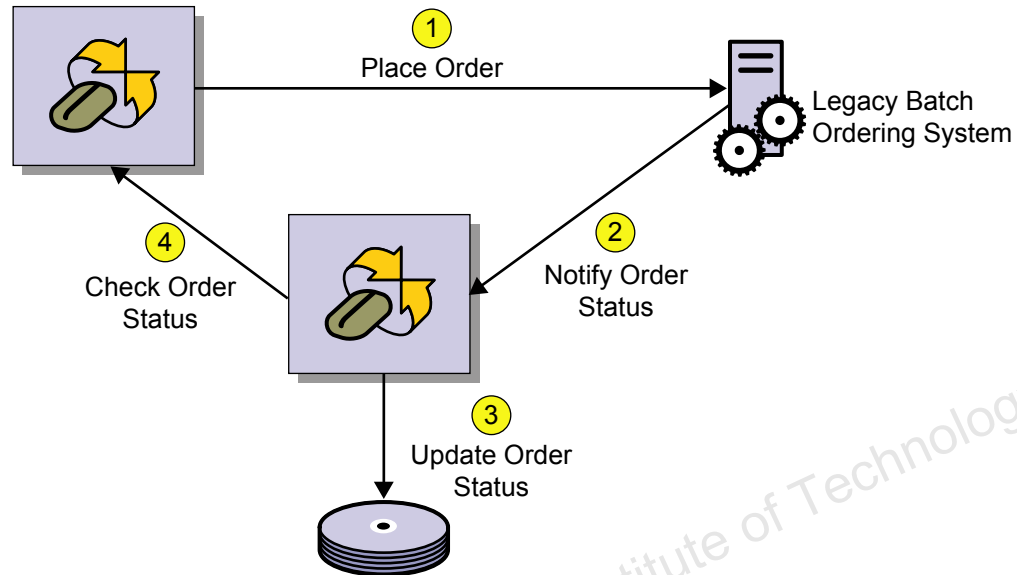 1
Place Order
Legacy Batch
Ordering System
2
Notify Order
Status
4
Check Order
Status
3
Update Order
Status
of Technolog